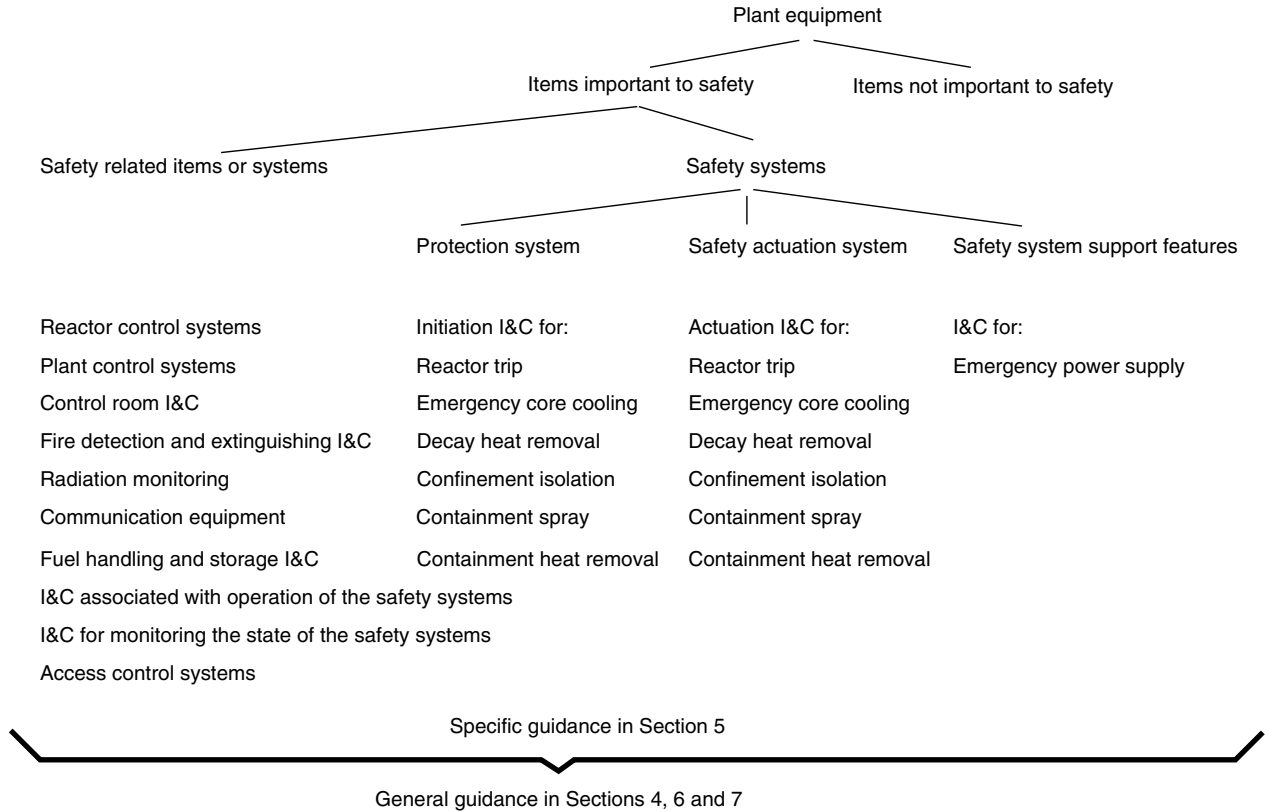 Plant equipment
Items important to safety
Items not important to safety
Safety related items or systems
Safety systems
Protection system
Safety actuation system
Safety system support features
Reactor control systems
Plant control systems
Control room I&C
Fire detection and extinguishing I&C
Radiation monitoring
Communication equipment
Fuel handling and storage I&C
I&C associated with operation of the safety systems
I&C for monitoring the state of the safety systems
Access control systems
Initiation I&C for:
Reactor trip
Emergency core cooling
Decay heat removal
Confinement isolation
Containment spray
Containment heat removal
Actuation I&C for:
Reactor trip
Emergency core cooling
Decay heat removal
Confinement isolation
Containment spray
Containment heat removal
I&C for:
Emergency power supply
Specific guidance in Section 5
General guidance in Sections 4, 6 and 7